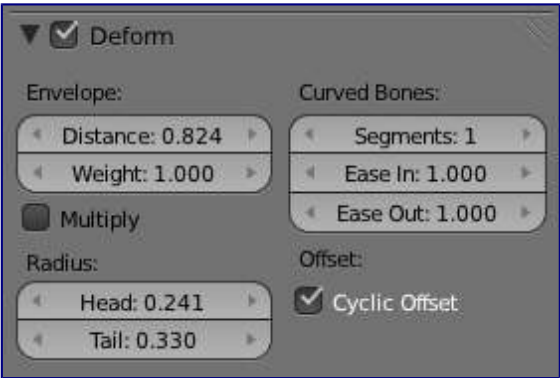 Deform
Envelope:
Distance: 0.824
Weight: 1.000
Multiply
Radius:
Head: 0.241
Tail: 0.330
Curved Bones:
Segments: 1
Ease In: 1.000
Ease Out: 1.000
Offset:
Cyclic Offset